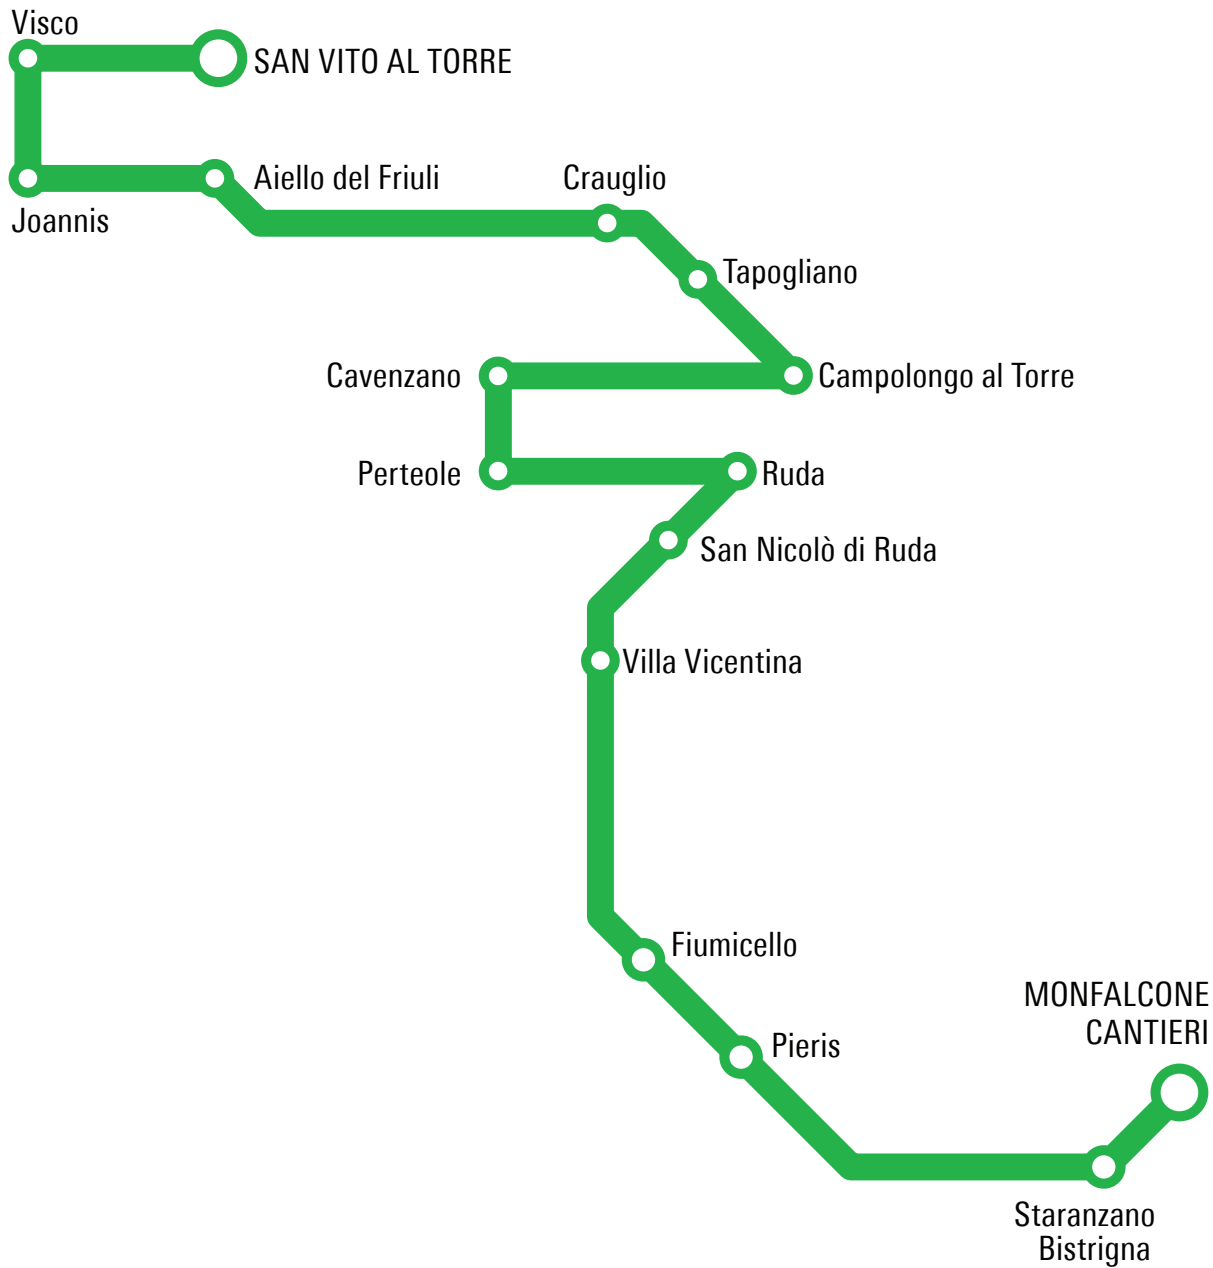 Visco
SAN VITO AL TORRE
Aiello del Friuli
Crauglio
Joannis
Tapogliano
Cavenzano
Campolongo al Torre
Perteole
Ruda
San Nicolò di Ruda
Villa Vicentina
Fiumicello
MONFALCONE
CANTIERI
Pieris
Staranzano
Bistrigna